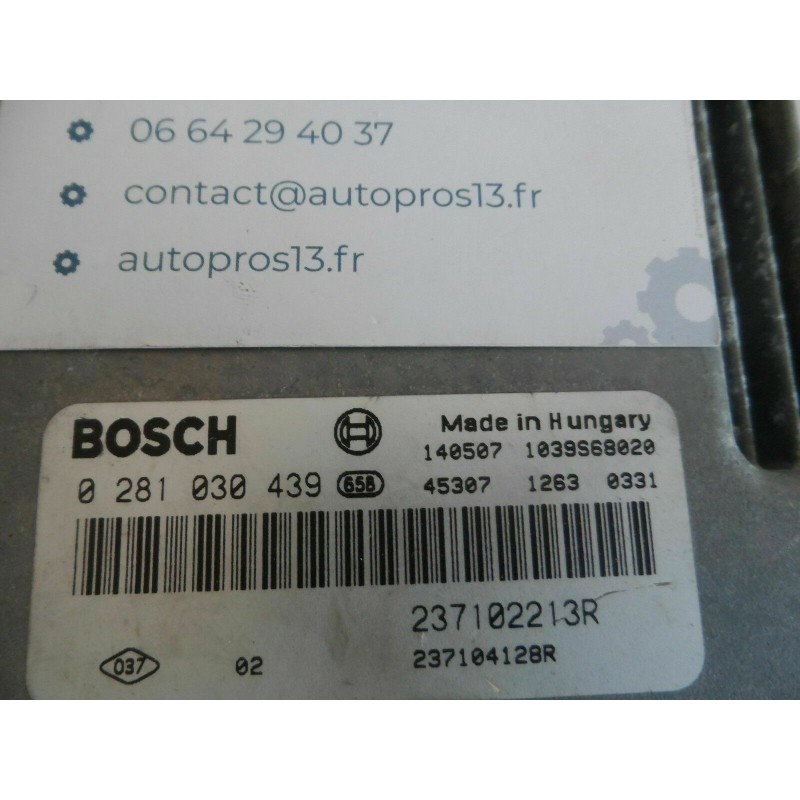 06 64 29 40 37
contact@autopros13.fr
autopros13.fr
BOSCH Made in Hungary
140507 1039S68020
0 281 030 439 658 45307 1263 0331
237102213R
037 02 237104128R